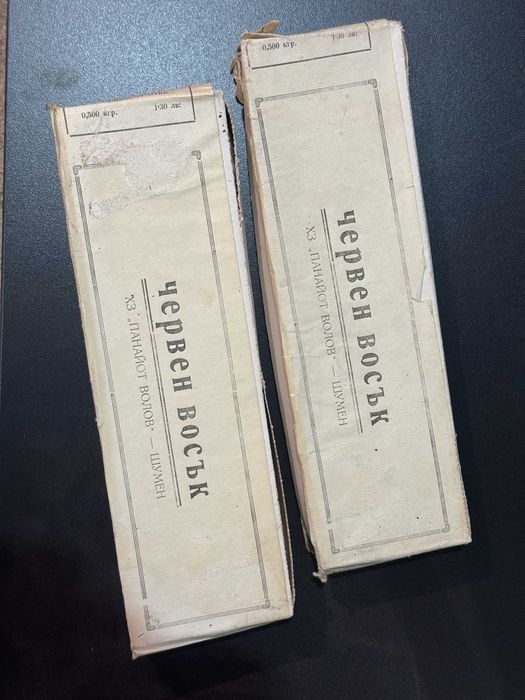 0,500 кгр. 1·30 лв:
ЧЕРВЕН ВОСЪК
ХЗ „ПАНАЙОТ ВОЛОВ" — ШУМЕН
0,500 кгр. 1·30 лв:
ЧЕРВЕН ВОСЪК
ХЗ „ПАНАЙОТ ВОЛОВ" — ШУМЕН